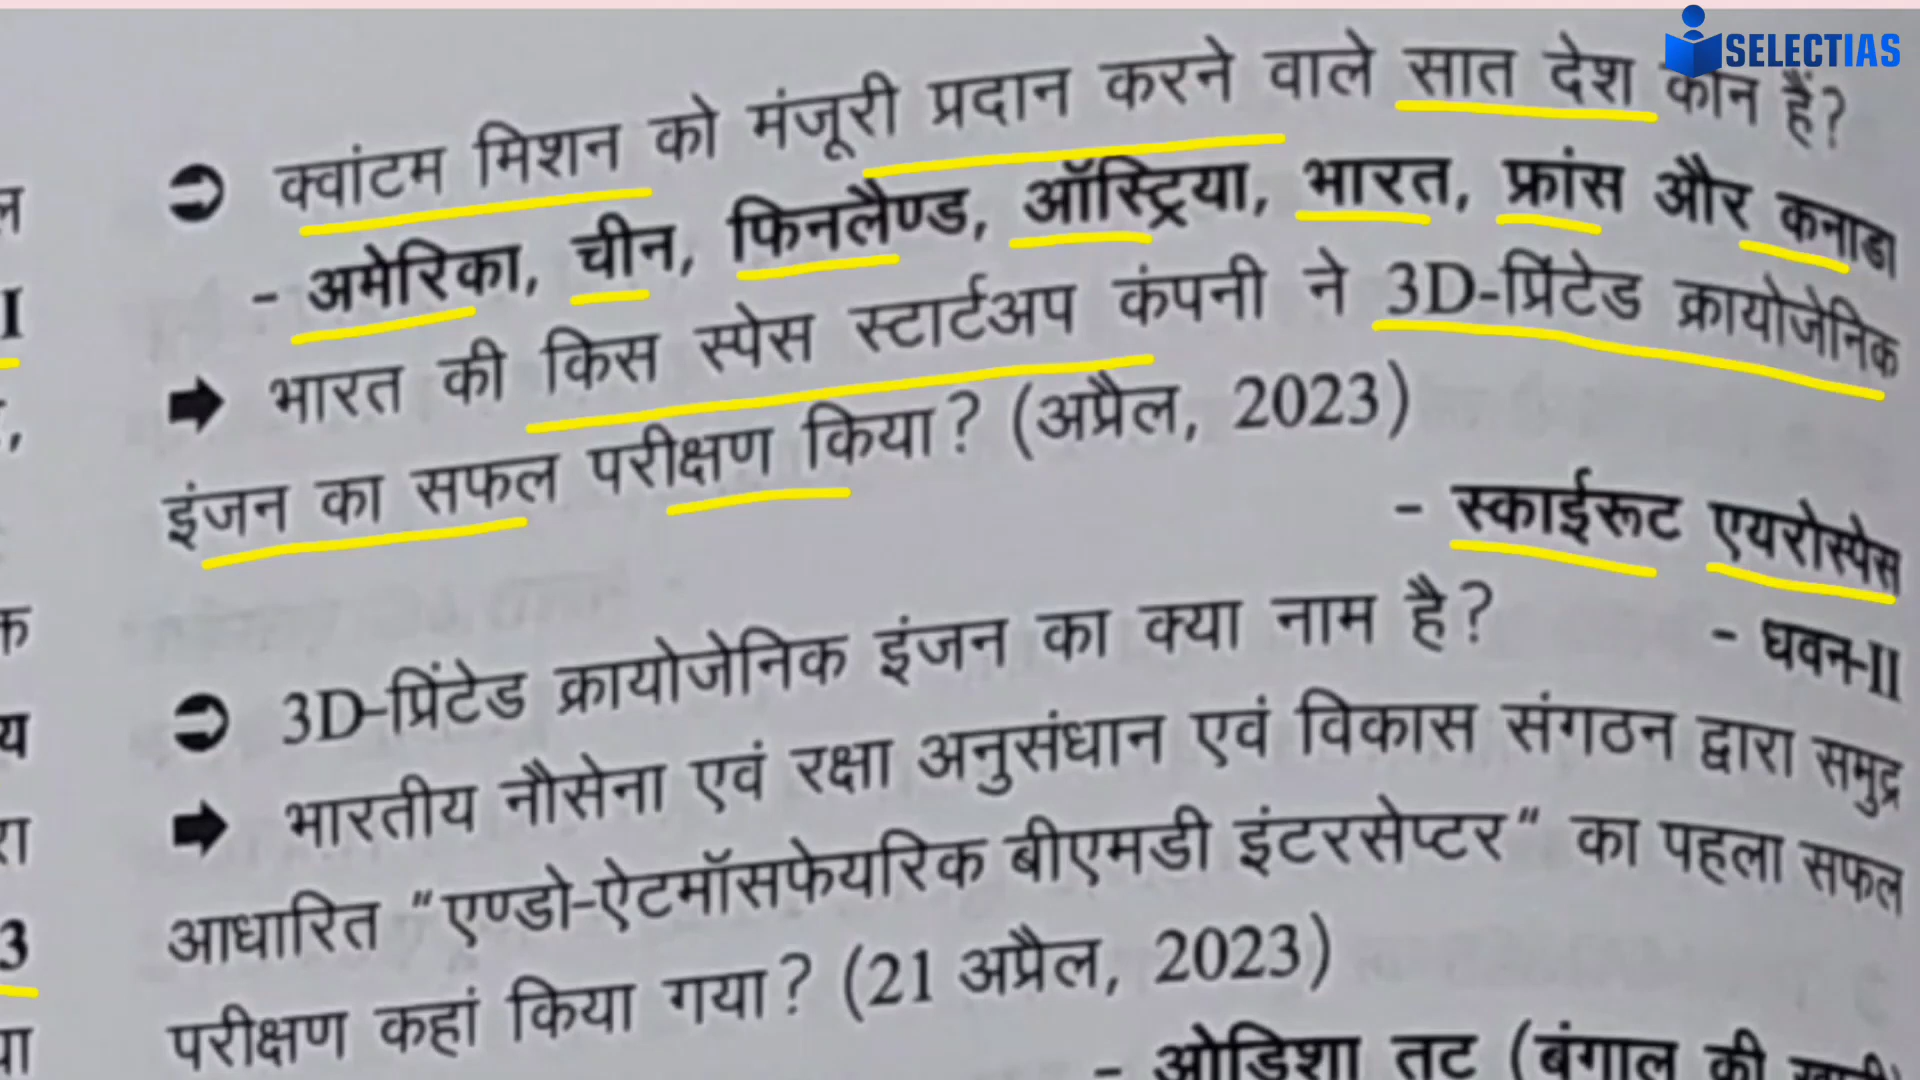 SELECTIAS
क्वांटम मिशन को मंजूरी प्रदान करने वाले सात देश कौन हैं?
- अमेरिका, चीन, फिनलैण्ड, ऑस्ट्रिया, भारत, फ्रांस और कनाडा
भारत की किस स्पेस स्टार्टअप कंपनी ने 3D-प्रिंटेड क्रायोजेनिक
इंजन का सफल परीक्षण किया? (अप्रैल, 2023)
- स्काईरूट एयरोस्पेस
3D-प्रिंटेड क्रायोजेनिक इंजन का क्या नाम है?
- धवन-II
भारतीय नौसेना एवं रक्षा अनुसंधान एवं विकास संगठन द्वारा समुद्र
आधारित "एण्डो-ऐटमॉसफेयरिक बीएमडी इंटरसेप्टर" का पहला सफल
परीक्षण कहां किया गया? (21 अप्रैल, 2023)
- ओडिशा तट (बंगाल की